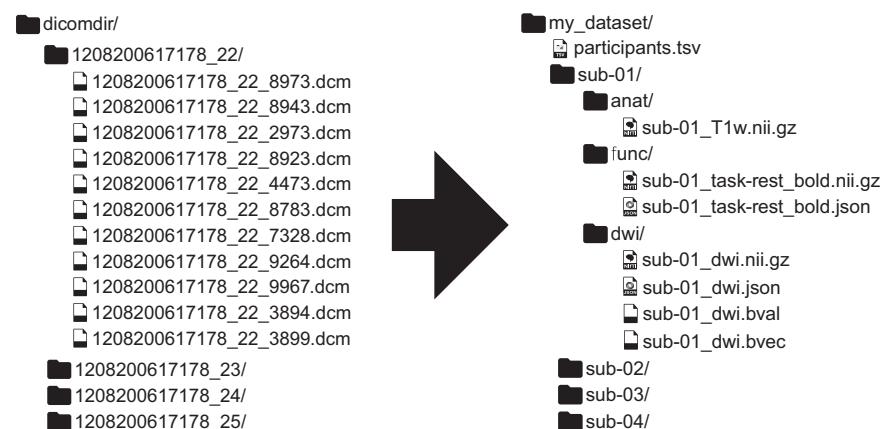 dicomdir/
1208200617178_22/
1208200617178_22_8973.dcm
1208200617178_22_8943.dcm
1208200617178_22_2973.dcm
1208200617178_22_8923.dcm
1208200617178_22_4473.dcm
1208200617178_22_8783.dcm
1208200617178_22_7328.dcm
1208200617178_22_9264.dcm
1208200617178_22_9967.dcm
1208200617178_22_3894.dcm
1208200617178_22_3899.dcm
1208200617178_23/
1208200617178_24/
1208200617178_25/
my_dataset/
participants.tsv
sub-01/
anat/
sub-01_T1w.nii.gz
func/
sub-01_task-rest_bold.nii.gz
sub-01_task-rest_bold.json
dwi/
sub-01_dwi.nii.gz
sub-01_dwi.json
sub-01_dwi.bval
sub-01_dwi.bvec
sub-02/
sub-03/
sub-04/